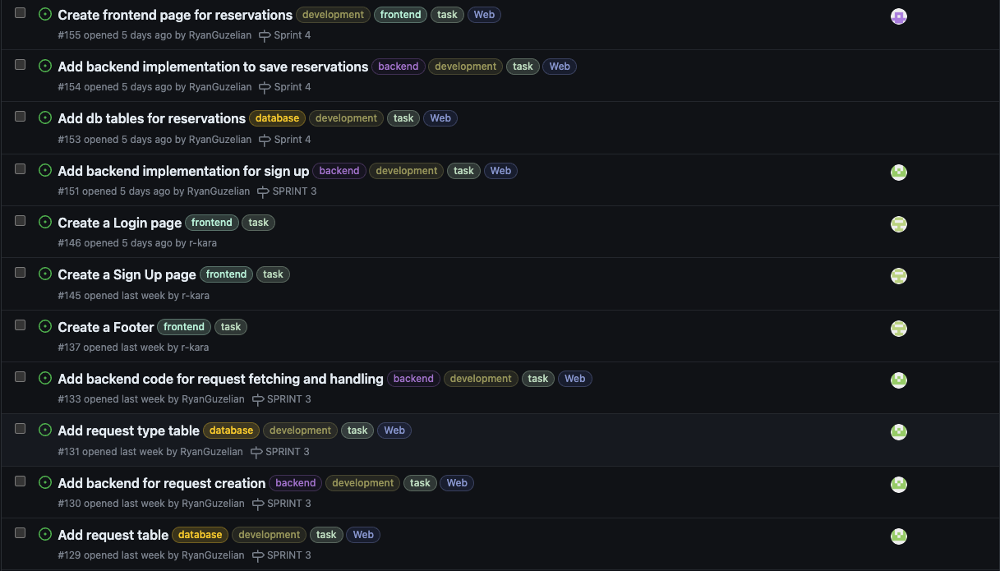 Create frontend page for reservations development frontend task Web
#155 opened 5 days ago by RyanGuzelian Sprint 4
Add backend implementation to save reservations backend development task Web
#154 opened 5 days ago by RyanGuzelian Sprint 4
Add db tables for reservations database development task Web
#153 opened 5 days ago by RyanGuzelian Sprint 4
Add backend implementation for sign up backend development task Web
#151 opened 5 days ago by RyanGuzelian SPRINT 3
Create a Login page frontend task
#146 opened 5 days ago by r-kara
Create a Sign Up page frontend task
#145 opened last week by r-kara
Create a Footer frontend task
#137 opened last week by r-kara
Add backend code for request fetching and handling backend development task Web
#133 opened last week by RyanGuzelian SPRINT 3
Add request type table database development task Web
#131 opened last week by RyanGuzelian SPRINT 3
Add backend for request creation backend development task Web
#130 opened last week by RyanGuzelian SPRINT 3
Add request table database development task Web
#129 opened last week by RyanGuzelian SPRINT 3